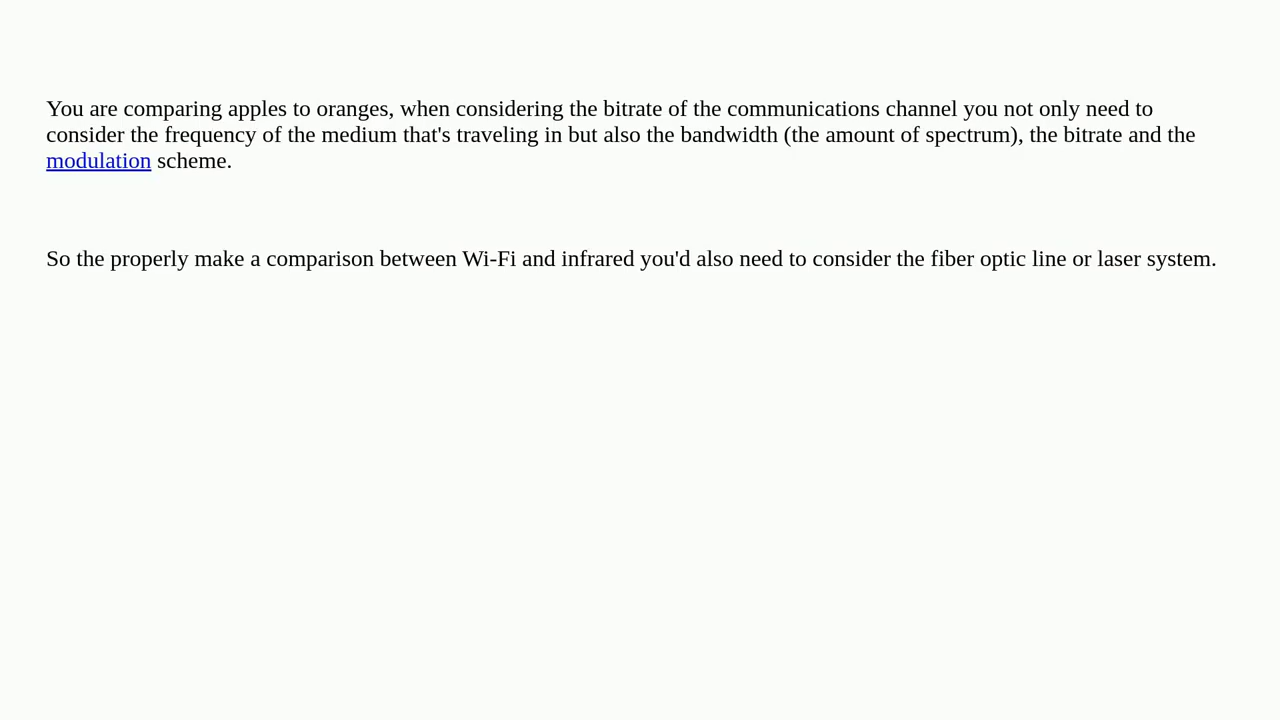 You are comparing apples to oranges, when considering the bitrate of the communications channel you not only need to
consider the frequency of the medium that's traveling in but also the bandwidth (the amount of spectrum), the bitrate and the
modulation scheme.
So the properly make a comparison between Wi-Fi and infrared you'd also need to consider the fiber optic line or laser system.